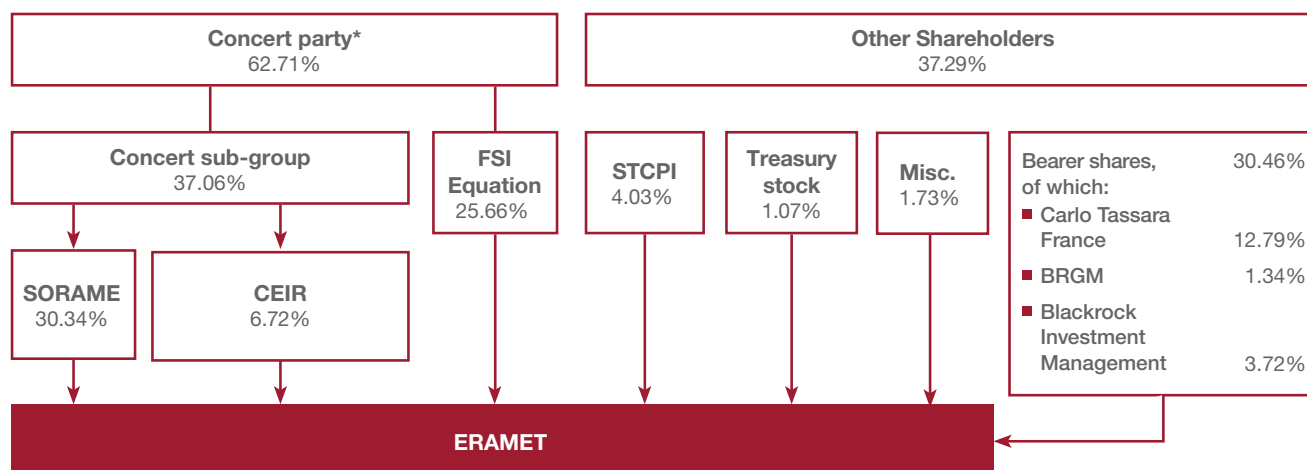 Concert party*
62.71%
Other Shareholders
37.29%
Concert sub-group
37.06%
FSI
Equation
25.66%
STCPI
4.03%
Treasury
stock
1.07%
Misc.
1.73%
Bearer shares, 30.46%
of which:
Carlo Tassara
France 12.79%
BRGM 1.34%
Blackrock
Investment
Management 3.72%
SORAME
30.34%
CEIR
6.72%
ERAMET